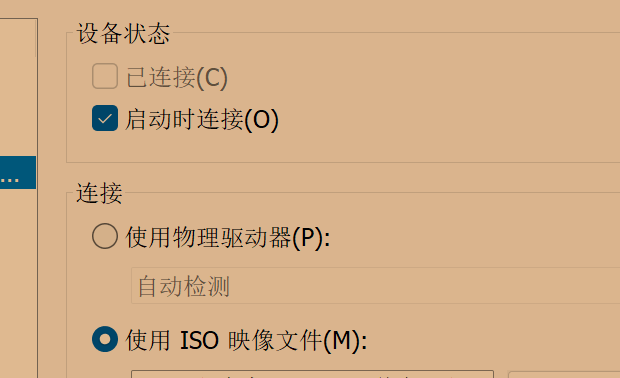 设备状态
已连接(C)
启动时连接(O)
...
连接
使用物理驱动器(P):
自动检测
使用 ISO 映像文件(M):